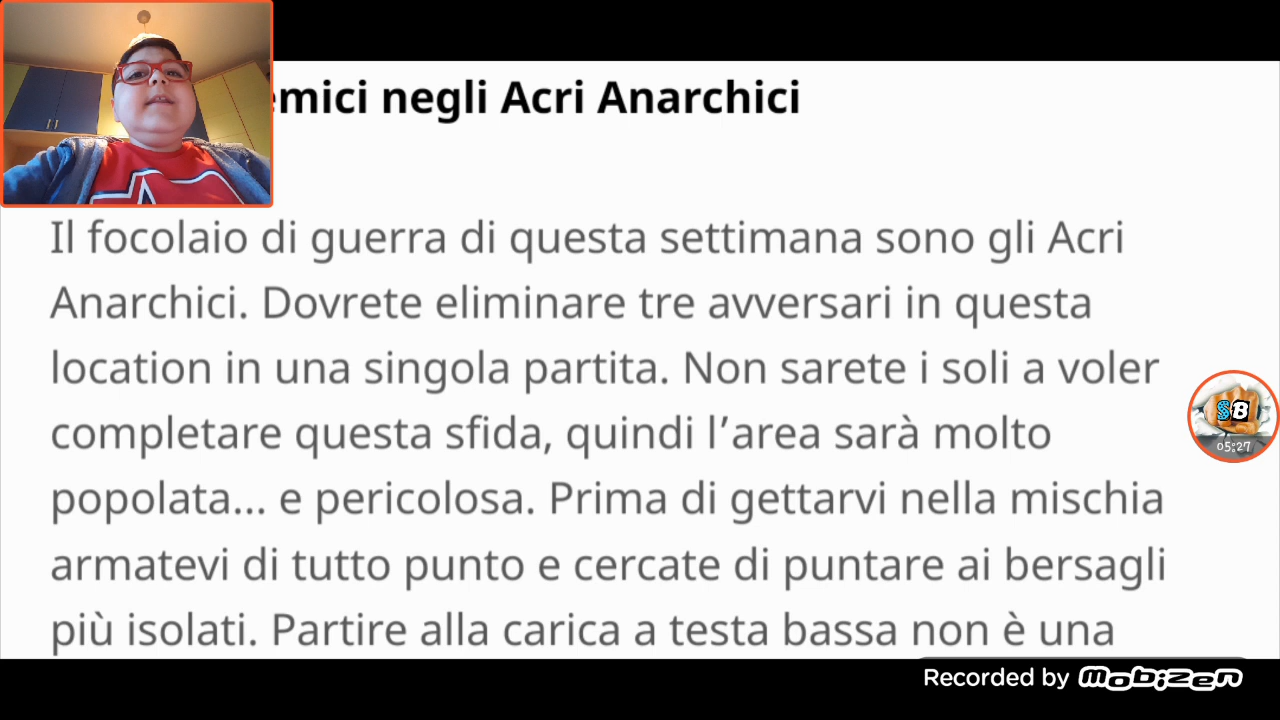 emici negli Acri Anarchici
Il focolaio di guerra di questa settimana sono gli Acri
Anarchici. Dovrete eliminare tre avversari in questa
location in una singola partita. Non sarete i soli a voler
completare questa sfida, quindi l’area sarà molto
popolata... e pericolosa. Prima di gettarvi nella mischia
armatevi di tutto punto e cercate di puntare ai bersagli
più isolati. Partire alla carica a testa bassa non è una
SB
05:27
Recorded by Mobizen